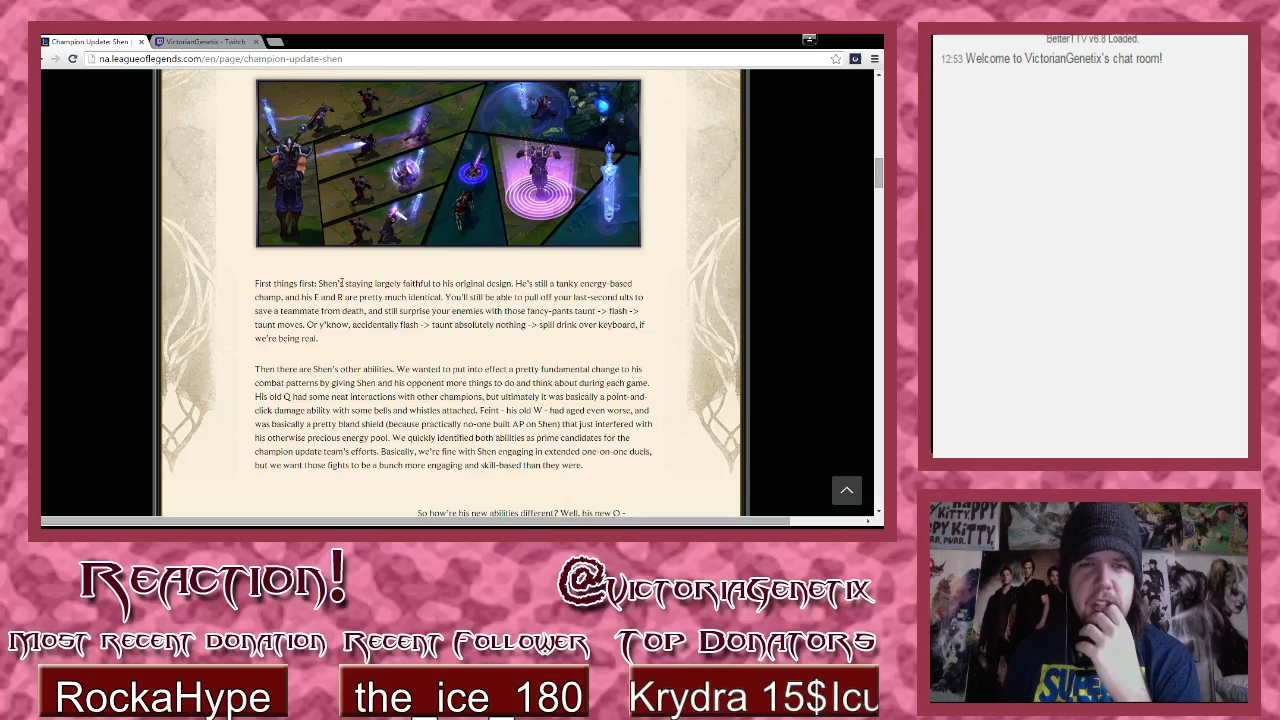 Champion Update: Shen
VictorianGenetix - Twitch
na.leagueoflegends.com/en/page/champion-update-shen
First things first: Shen's staying largely faithful to his original design. He's still a tanky energy-based
champ, and his E and R are pretty much identical. You'll still be able to pull off your last-second ults to
save a teammate from death, and still surprise your enemies with those fancy-pants taunt -> flash ->
taunt moves. Or y'know, accidentally flash -> taunt absolutely nothing -> spill drink over keyboard, if
we're being real.
Then there are Shen's other abilities. We wanted to put into effect a pretty fundamental change to his
combat patterns by giving Shen and his opponent more things to do and think about during each game.
His old Q had some neat interactions with other champions, but ultimately it was basically a point-and-
click damage ability with some bells and whistles attached. Feint - his old W - had aged even worse, and
was basically a pretty bland shield (because practically no-one built AP on Shen) that just interfered with
his otherwise precious energy pool. We quickly identified both abilities as prime candidates for the
champion update team's efforts. Basically, we're fine with Shen engaging in extended one-on-one duels,
but we want those fights to be a bunch more engaging and skill-based than they were.
So how're his new abilities different? Well, his new Q -
BetterTTV v6.8 Loaded.
12:53 Welcome to VictorianGenetix's chat room!
HAPPY KITTY
PURR, PURR.
Reaction!
@VictoriaGenetix
Most recent donation
Recent Follower
Top Donators
RockaHype
the_ice_180
Krydra 15$Icu